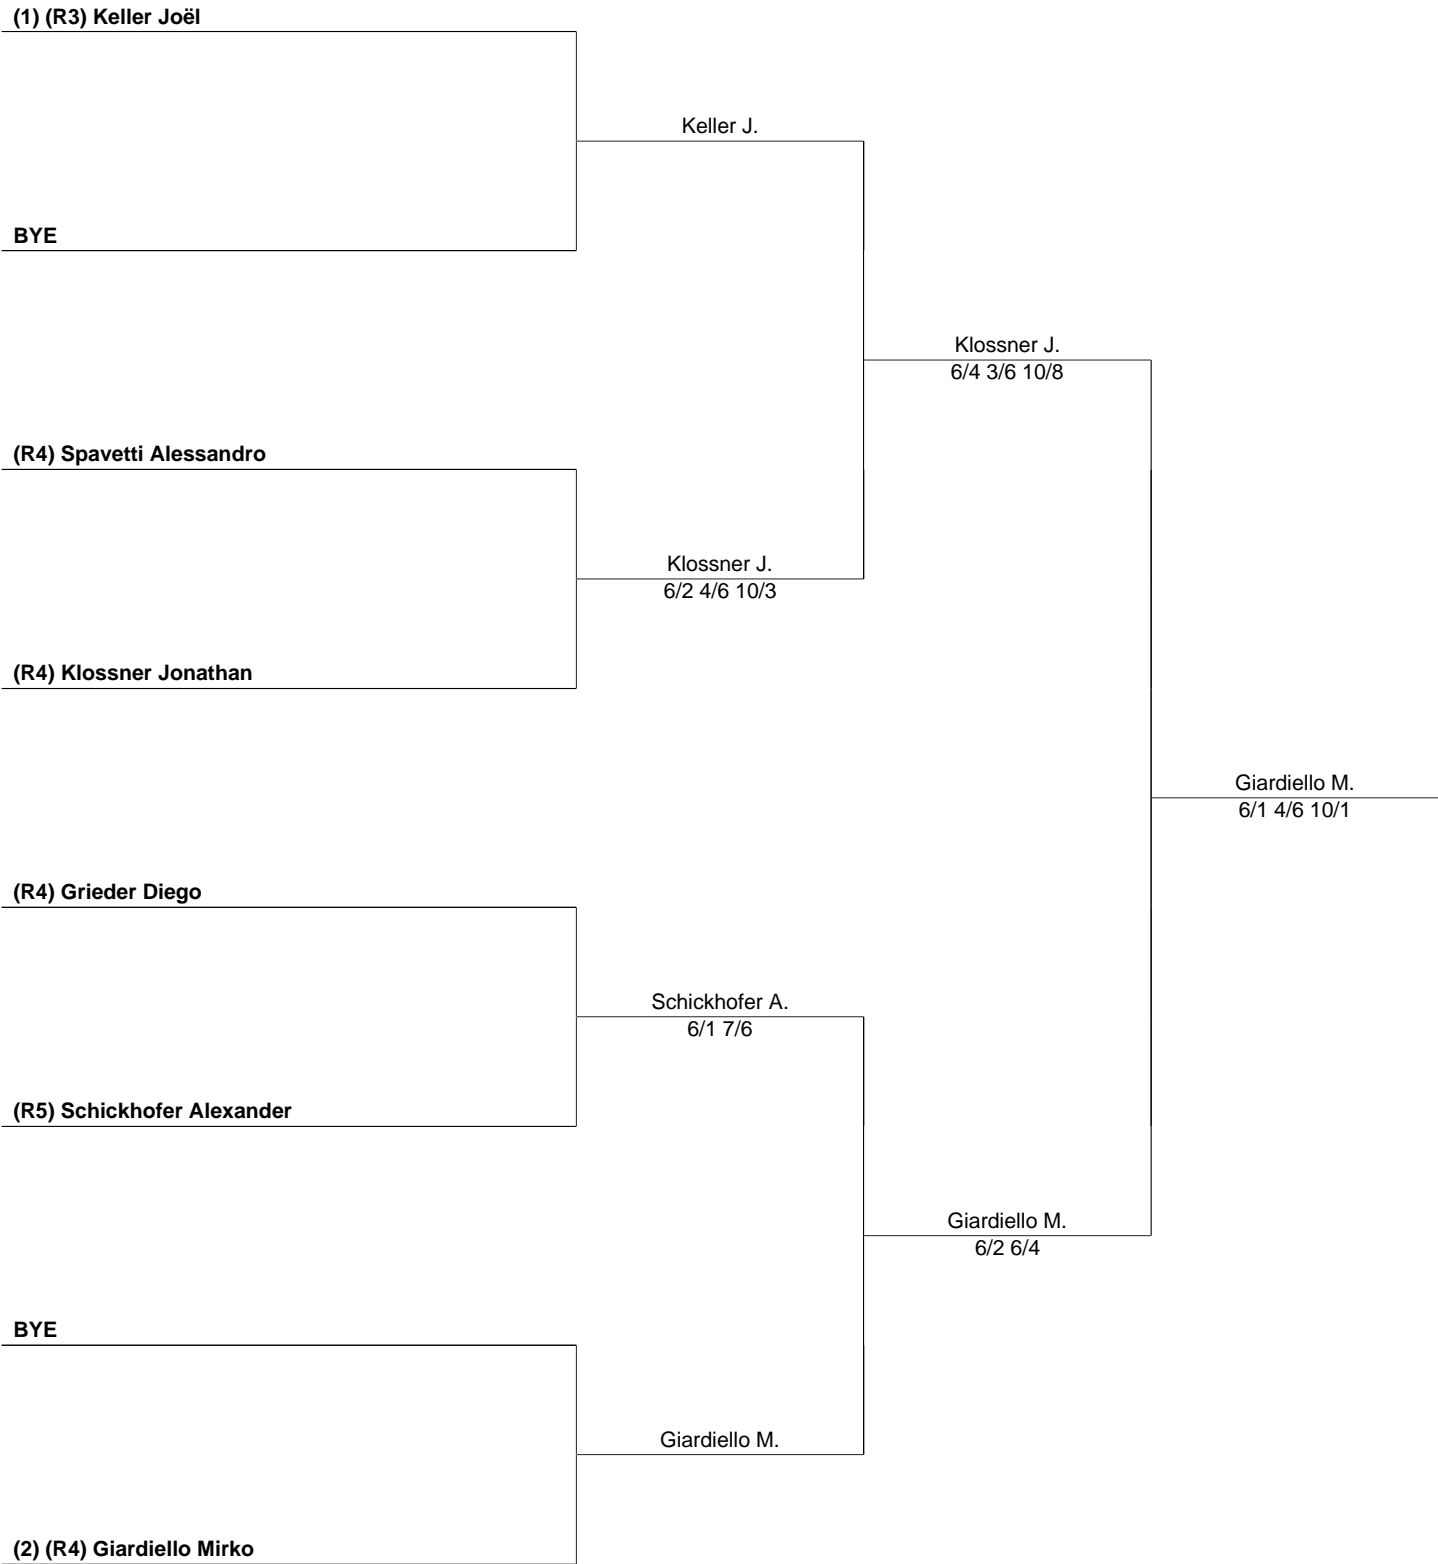 (1) (R3) Keller Joël
Keller J.
BYE
Klossner J.
6/4 3/6 10/8
(R4) Spavetti Alessandro
Klossner J.
6/2 4/6 10/3
(R4) Klossner Jonathan
Giardiello M.
6/1 4/6 10/1
(R4) Grieder Diego
Schickhofer A.
6/1 7/6
(R5) Schickhofer Alexander
Giardiello M.
6/2 6/4
BYE
Giardiello M.
(2) (R4) Giardiello Mirko